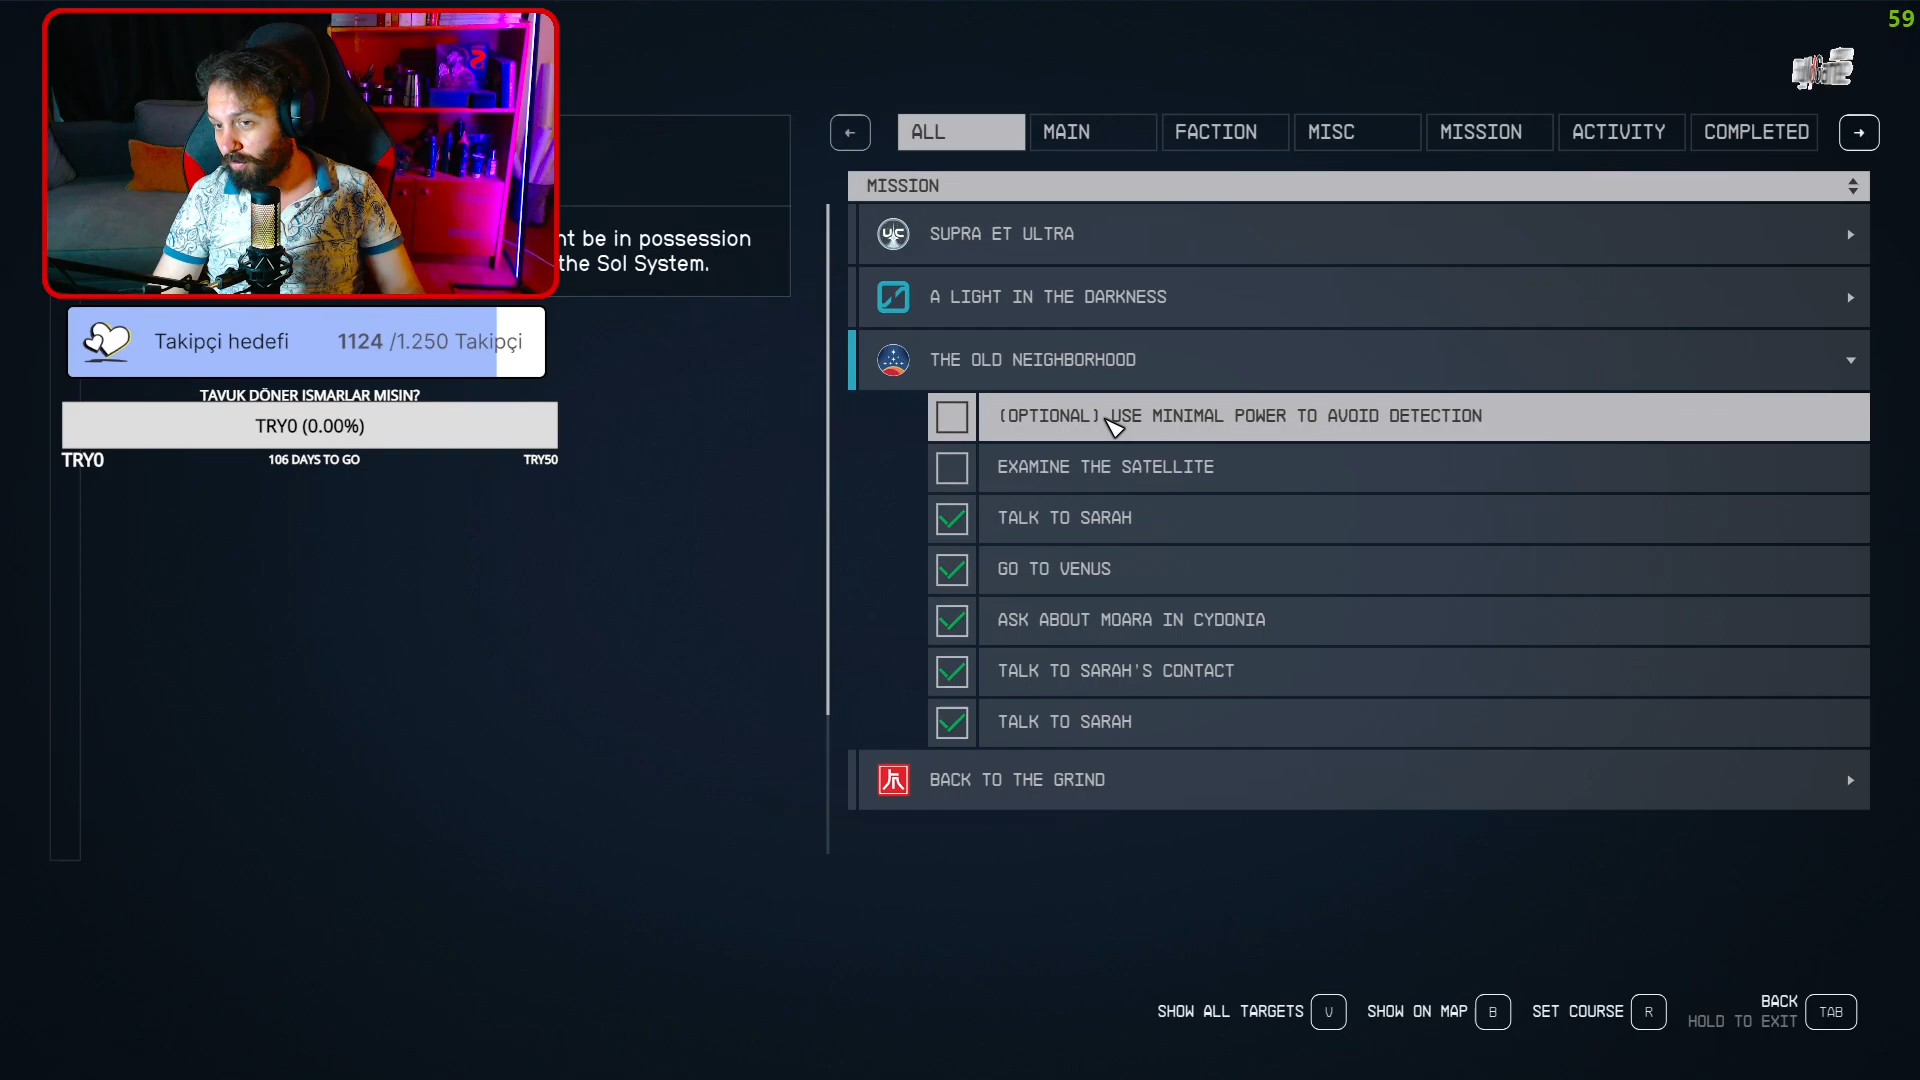 59
nt be in possession
the Sol System.
Takipçi hedefi 1124 /1.250 Takipçi
TAVUK DÖNER ISMARLAR MISIN?
TRY0 (0.00%)
TRY0 106 DAYS TO GO TRY50
ALL MAIN FACTION MISC MISSION ACTIVITY COMPLETED
MISSION
UC SUPRA ET ULTRA
A LIGHT IN THE DARKNESS
THE OLD NEIGHBORHOOD
(OPTIONAL) USE MINIMAL POWER TO AVOID DETECTION
EXAMINE THE SATELLITE
TALK TO SARAH
GO TO VENUS
ASK ABOUT MOARA IN CYDONIA
TALK TO SARAH'S CONTACT
TALK TO SARAH
BACK TO THE GRIND
SHOW ALL TARGETS V SHOW ON MAP B SET COURSE R BACK TAB
HOLD TO EXIT